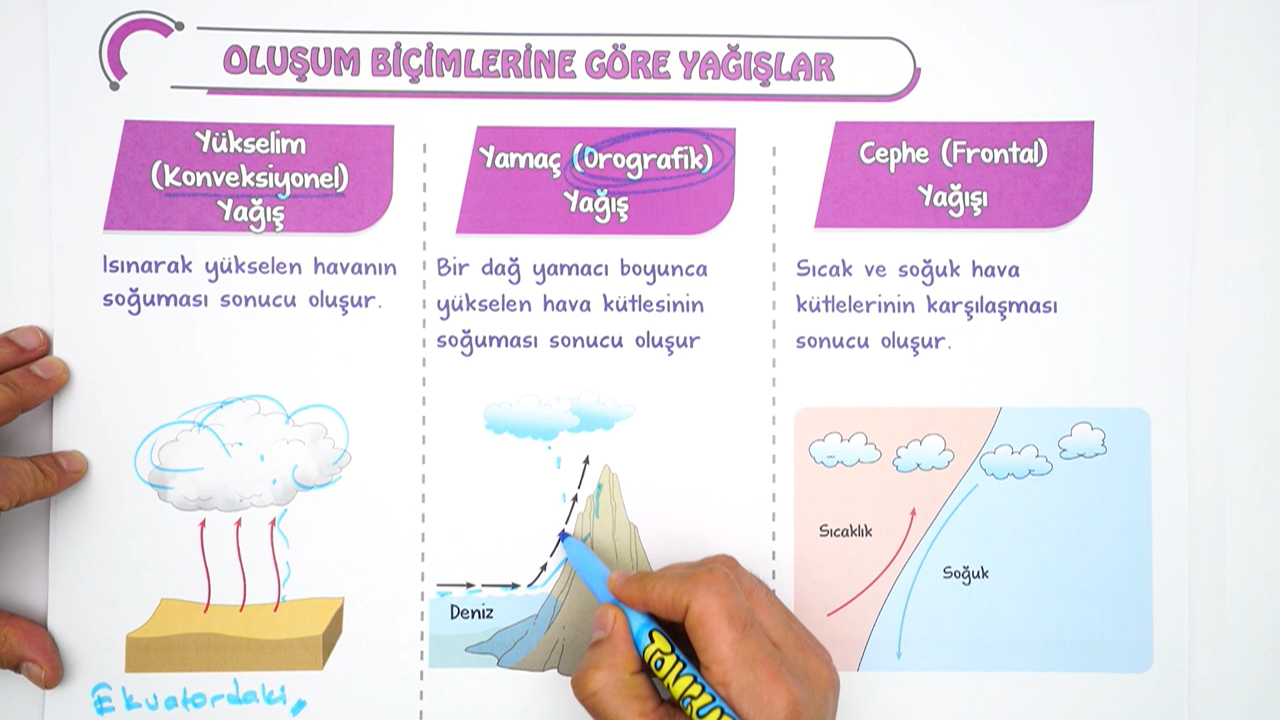 OLUŞUM BİÇİMLERİNE GÖRE YAĞIŞLAR
Yükselim
(Konveksiyonel)
Yağış
Isınarak yükselen havanın
soğuması sonucu oluşur.
Ekvatordaki,
Yamaç (Orografik)
Yağış
Bir dağ yamacı boyunca
yükselen hava kütlesinin
soğuması sonucu oluşur
Deniz
Cephe (Frontal)
Yağışı
Sıcak ve soğuk hava
kütlelerinin karşılaşması
sonucu oluşur.
Sıcaklık
Soğuk